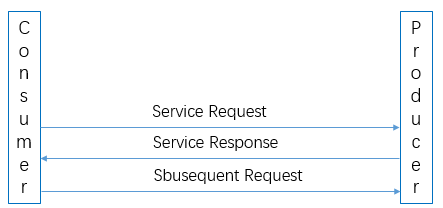 Consumer
Producer
Service Request
Service Response
Sbusequent Request